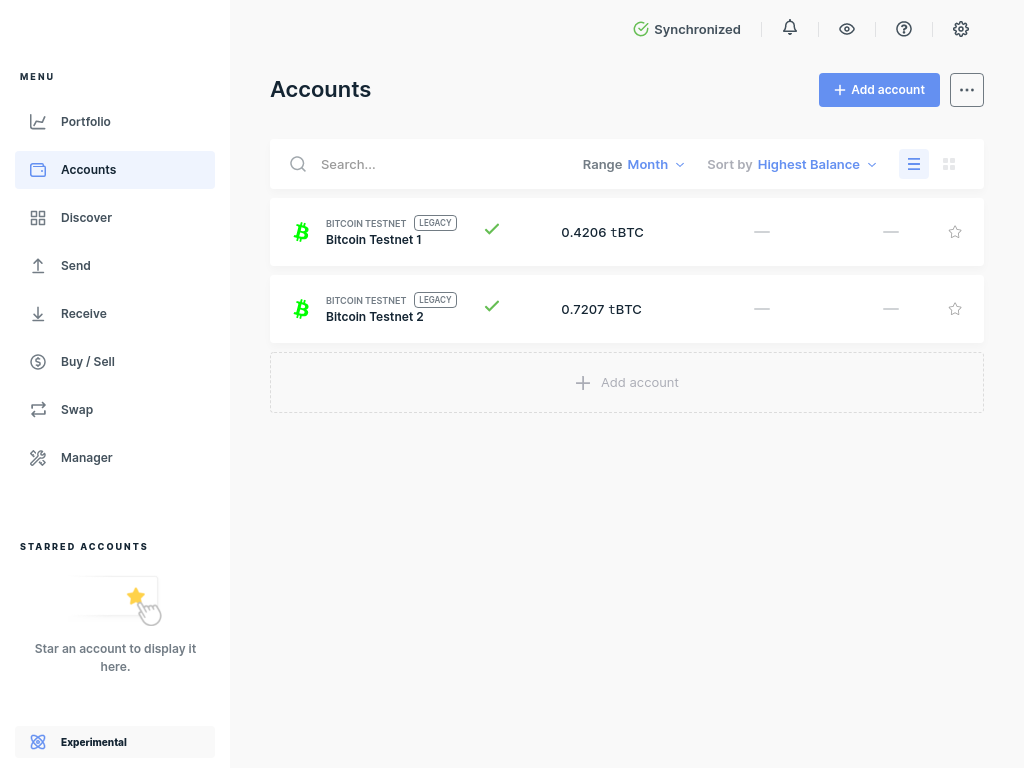 Synchronized
MENU
Portfolio
Accounts
Discover
Send
Receive
Buy / Sell
Swap
Manager
STARRED ACCOUNTS
Star an account to display it
here.
Experimental
Accounts
Add account
Search...
Range Month
Sort by Highest Balance
BITCOIN TESTNET LEGACY
Bitcoin Testnet 1
0.4206 tBTC
— —
BITCOIN TESTNET LEGACY
Bitcoin Testnet 2
0.7207 tBTC
— —
Add account